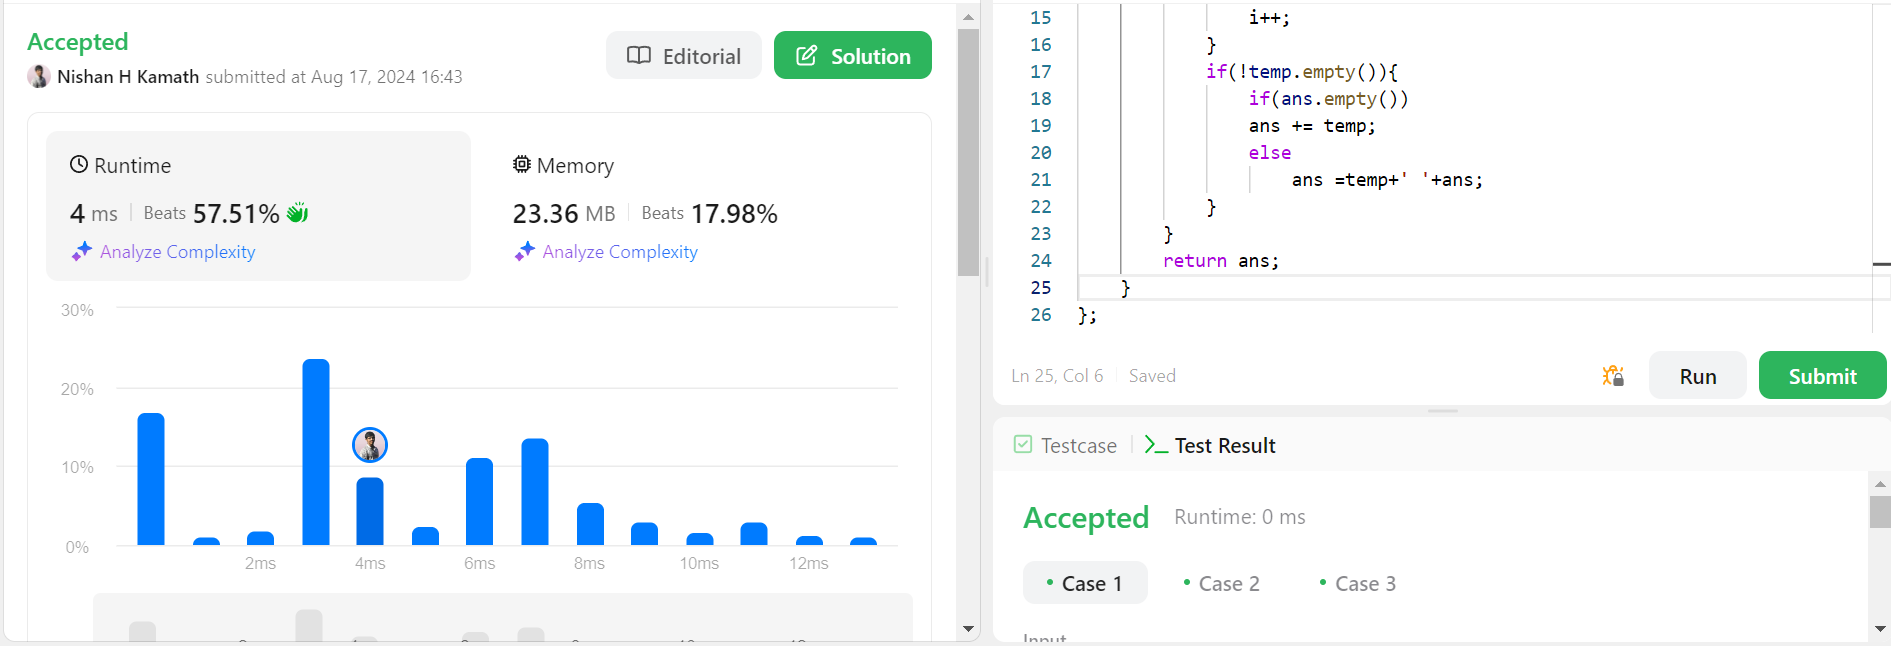 Accepted
Editorial
Solution
Nishan H Kamath submitted at Aug 17, 2024 16:43
Runtime
4 ms Beats 57.51%
Analyze Complexity
Memory
23.36 MB Beats 17.98%
Analyze Complexity
30%
20%
10%
0%
2ms 4ms 6ms 8ms 10ms 12ms
15 i++;
16 }
17 if(!temp.empty()){
18 if(ans.empty())
19 ans += temp;
20 else
21 ans =temp+' '+ans;
22 }
23 }
24 return ans;
25 }
26 };
Ln 25, Col 6 Saved
Run
Submit
Testcase
Test Result
Accepted Runtime: 0 ms
Case 1 Case 2 Case 3
Input